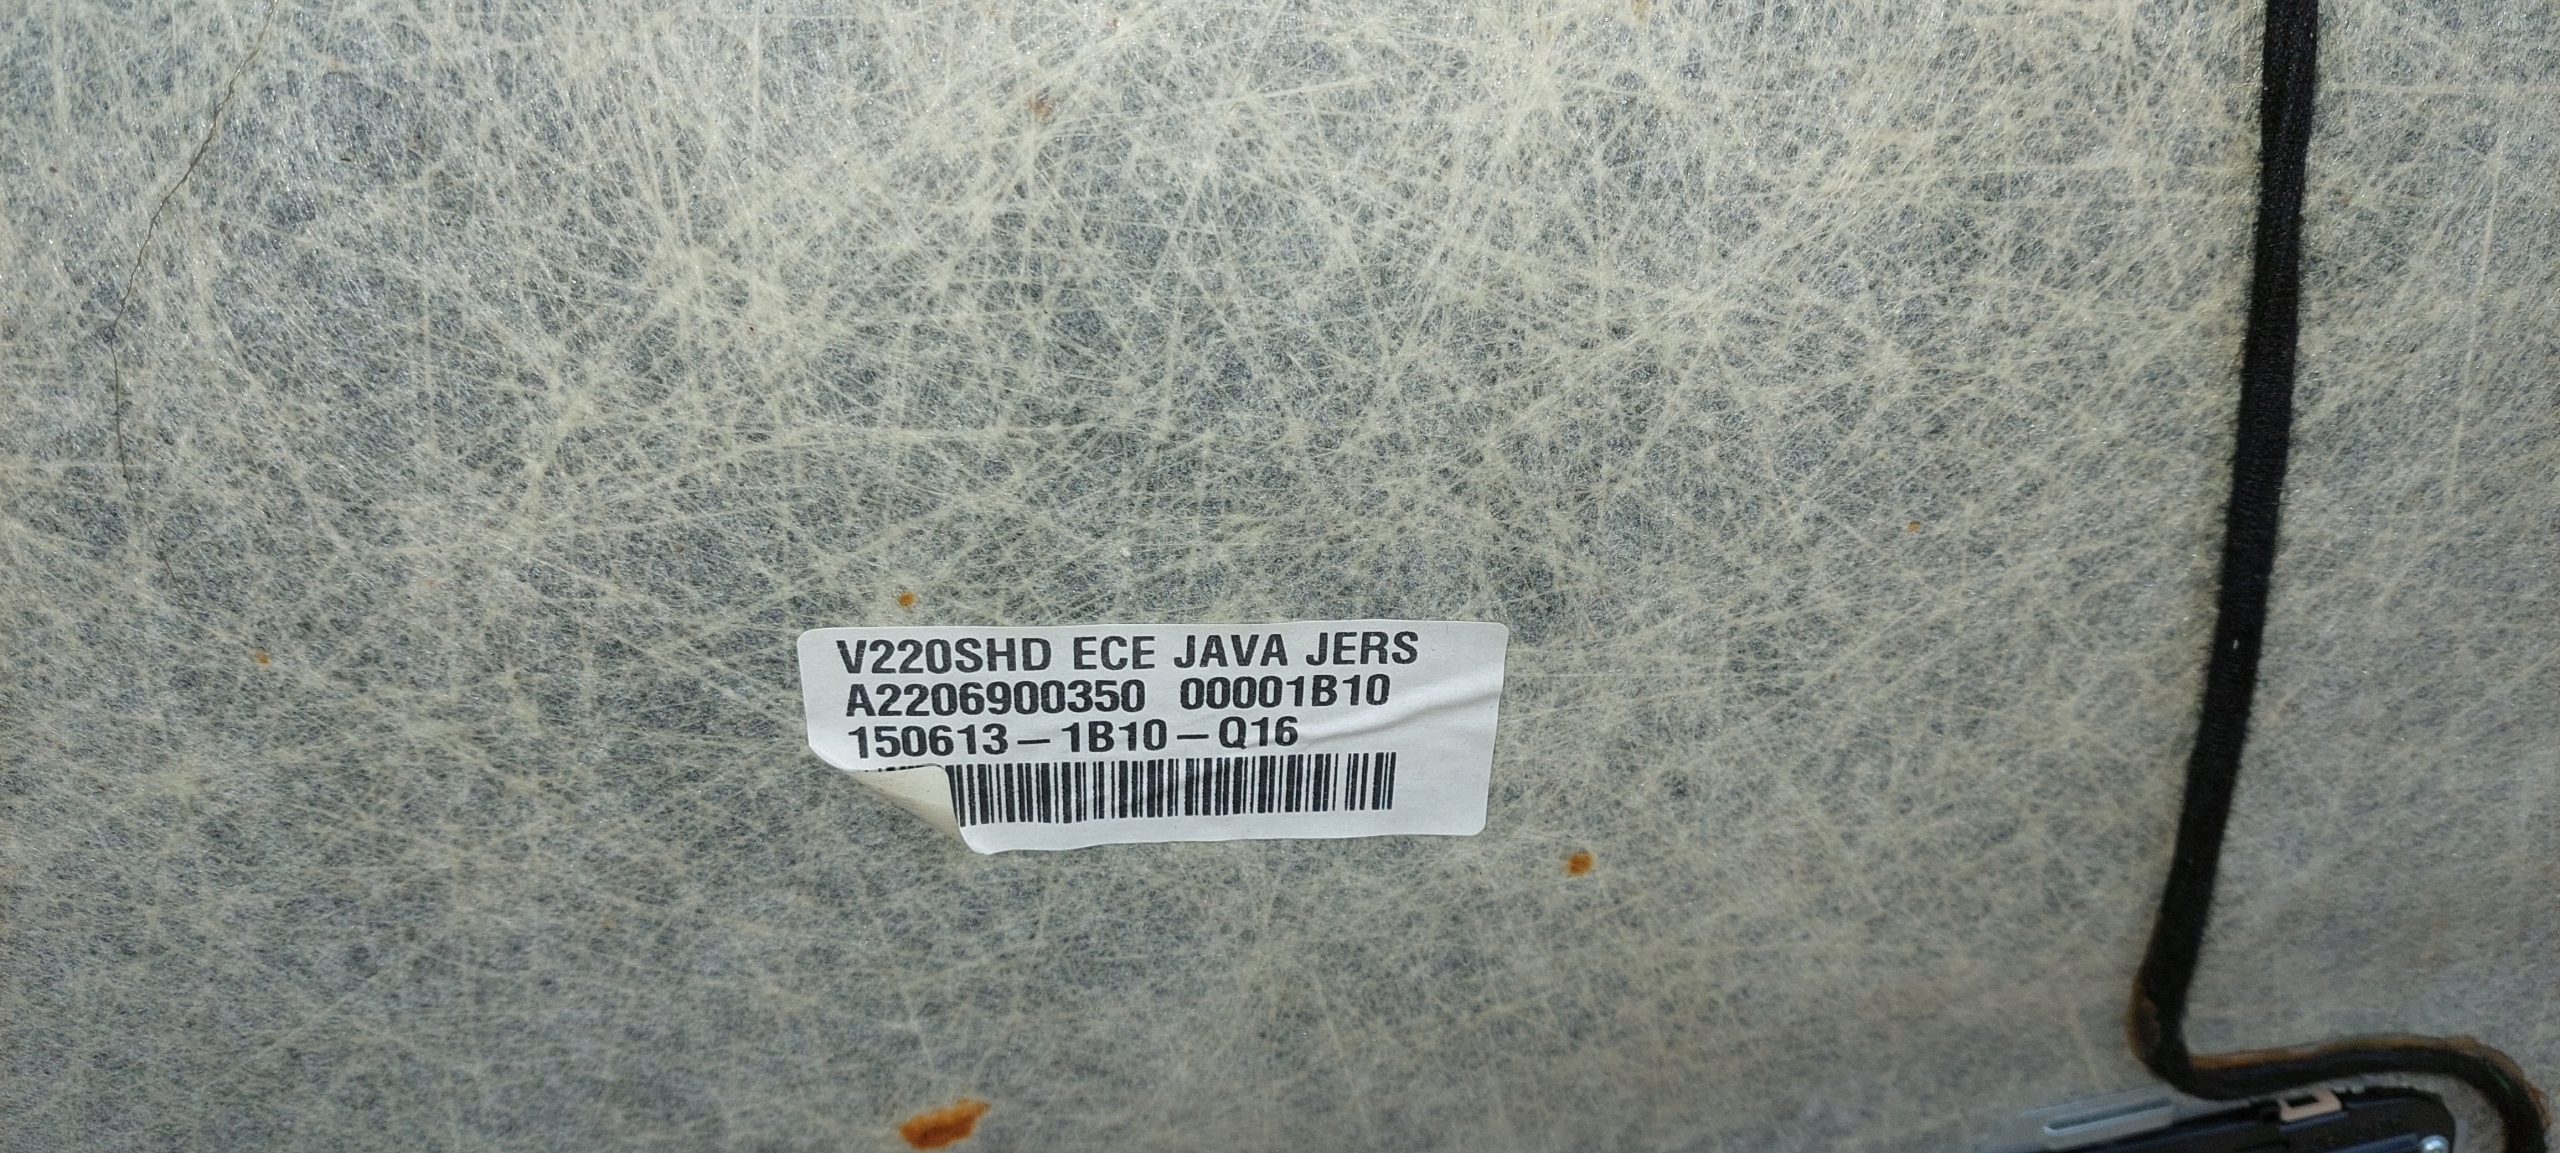 V220SHD ECE JAVA JERS
A2206900350 00001B10
150613-1B10-Q16